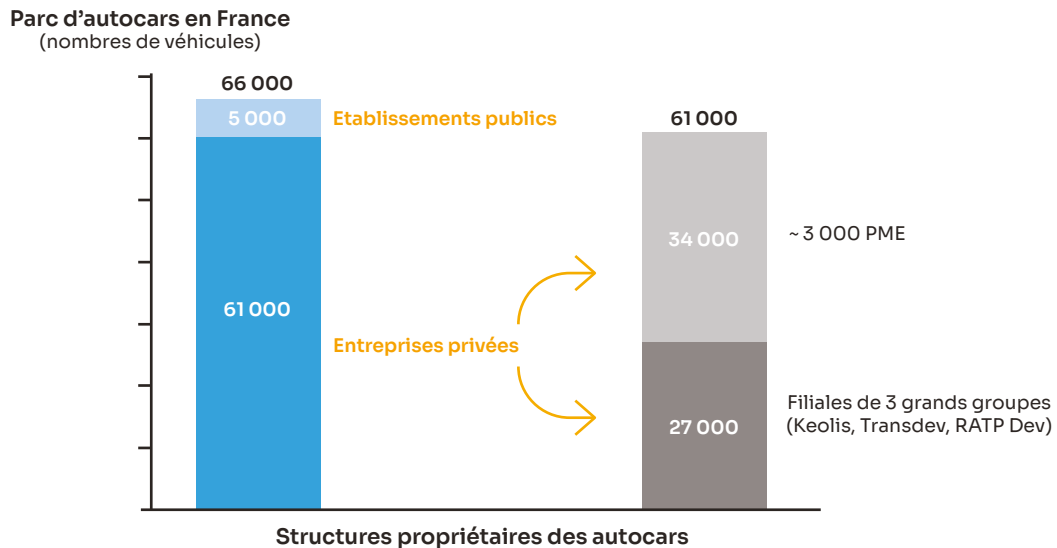 Parc d’autocars en France
(nombres de véhicules)
66 000
5 000
Etablissements publics
61 000
Entreprises privées
61 000
34 000
~ 3 000 PME
27 000
Filiales de 3 grands groupes
(Keolis, Transdev, RATP Dev)
Structures propriétaires des autocars